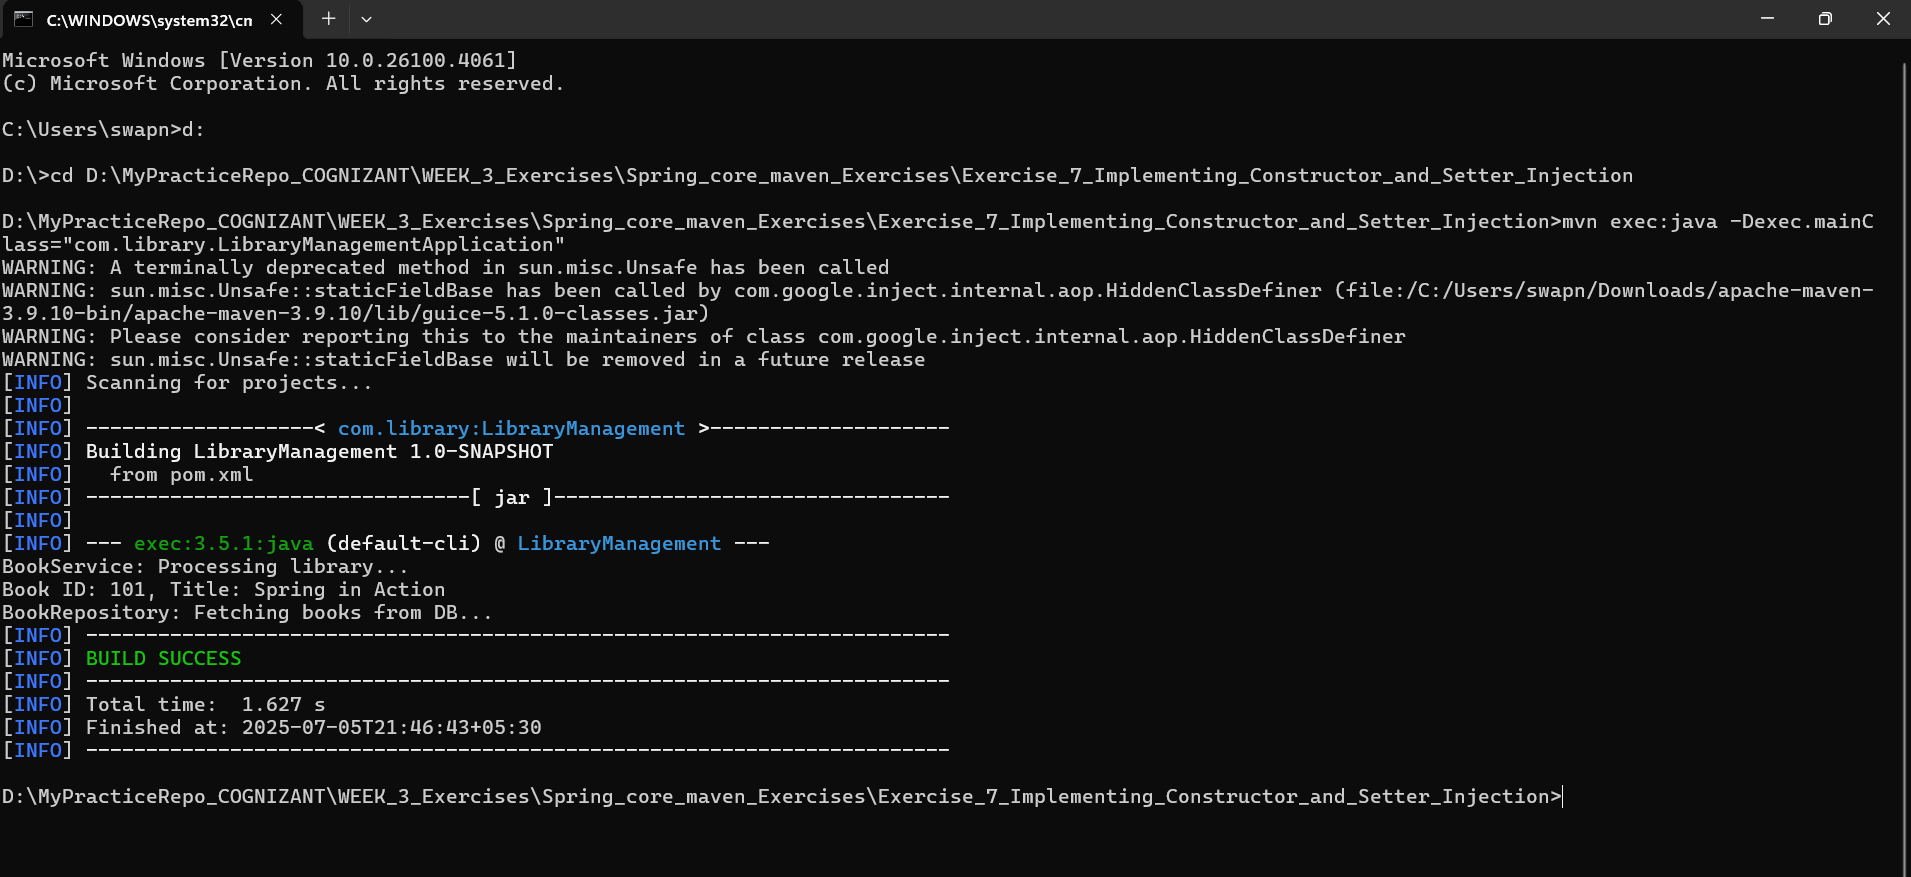 C:\WINDOWS\system32\cn
Microsoft Windows [Version 10.0.26100.4061]
(c) Microsoft Corporation. All rights reserved.
C:\Users\swapn>d:
D:\>cd D:\MyPracticeRepo_COGNIZANT\WEEK_3_Exercises\Spring_core_maven_Exercises\Exercise_7_Implementing_Constructor_and_Setter_Injection
D:\MyPracticeRepo_COGNIZANT\WEEK_3_Exercises\Spring_core_maven_Exercises\Exercise_7_Implementing_Constructor_and_Setter_Injection>mvn exec:java -Dexec.mainC
lass="com.library.LibraryManagementApplication"
WARNING: A terminally deprecated method in sun.misc.Unsafe has been called
WARNING: sun.misc.Unsafe::staticFieldBase has been called by com.google.inject.internal.aop.HiddenClassDefiner (file:/C:/Users/swapn/Downloads/apache-maven-
3.9.10-bin/apache-maven-3.9.10/lib/guice-5.1.0-classes.jar)
WARNING: Please consider reporting this to the maintainers of class com.google.inject.internal.aop.HiddenClassDefiner
WARNING: sun.misc.Unsafe::staticFieldBase will be removed in a future release
[INFO] Scanning for projects...
[INFO]
[INFO] -------------------< com.library:LibraryManagement >--------------------
[INFO] Building LibraryManagement 1.0-SNAPSHOT
[INFO]   from pom.xml
[INFO] --------------------------------[ jar ]---------------------------------
[INFO]
[INFO] --- exec:3.5.1:java (default-cli) @ LibraryManagement ---
BookService: Processing library...
Book ID: 101, Title: Spring in Action
BookRepository: Fetching books from DB...
[INFO] ------------------------------------------------------------------------
[INFO] BUILD SUCCESS
[INFO] ------------------------------------------------------------------------
[INFO] Total time:  1.627 s
[INFO] Finished at: 2025-07-05T21:46:43+05:30
[INFO] ------------------------------------------------------------------------
D:\MyPracticeRepo_COGNIZANT\WEEK_3_Exercises\Spring_core_maven_Exercises\Exercise_7_Implementing_Constructor_and_Setter_Injection>